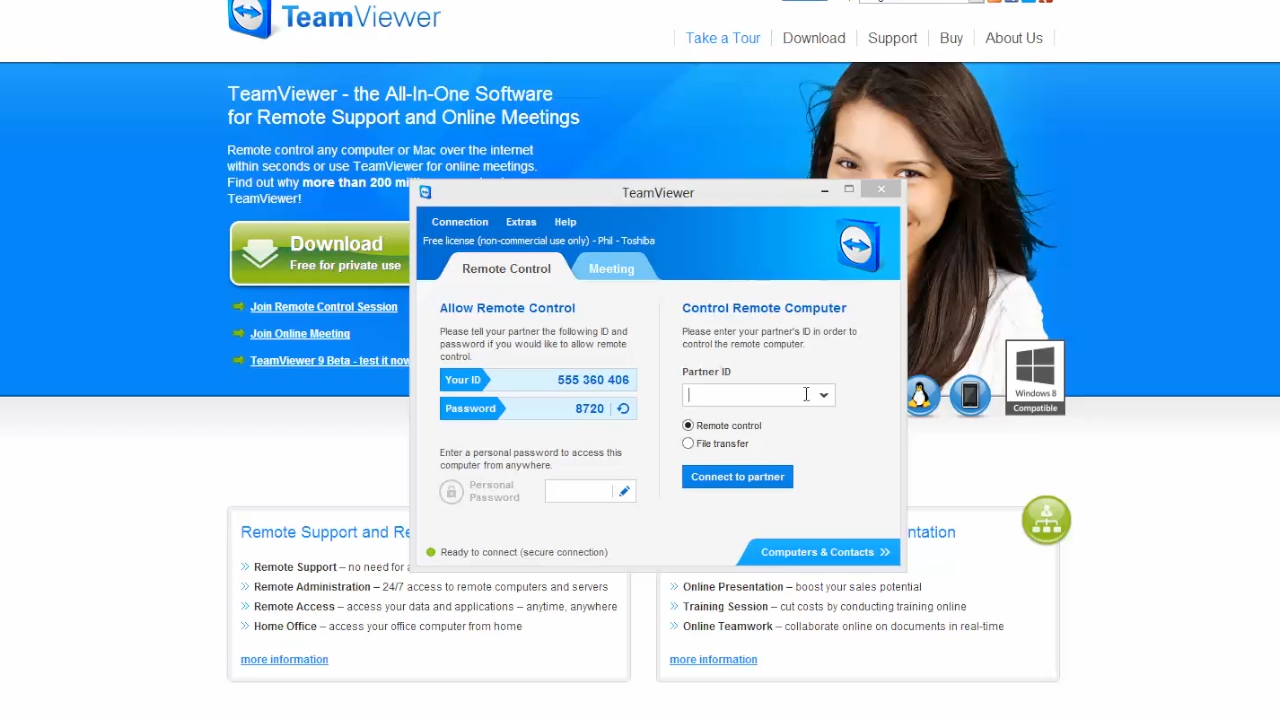 TeamViewer
Take a Tour
Download
Support
Buy
About Us
TeamViewer - the All-In-One Software
for Remote Support and Online Meetings
Remote control any computer or Mac over the internet
within seconds or use TeamViewer for online meetings.
Find out why more than 200
TeamViewer!
Download
Free for private use
Join Remote Control Session
Join Online Meeting
TeamViewer 9 Beta - test it now
TeamViewer
Connection Extras Help
Free license (non-commercial use only) - Phil - Toshiba
Remote Control
Meeting
Allow Remote Control
Please tell your partner the following ID and
password if you would like to allow remote
control.
Your ID 555 360 406
Password 8720
Enter a personal password to access this
computer from anywhere.
Personal
Password
Control Remote Computer
Please enter your partner's ID in order to
control the remote computer.
Partner ID
Remote control
File transfer
Connect to partner
Ready to connect (secure connection)
Computers & Contacts >>
Windows 8
Compatible
Remote Support and
Remote Support – no need for
Remote Administration – 24/7 access to remote computers and servers
Remote Access – access your data and applications – anytime, anywhere
Home Office – access your office computer from home
more information
Online Presentation – boost your sales potential
Training Session – cut costs by conducting training online
Online Teamwork – collaborate online on documents in real-time
more information